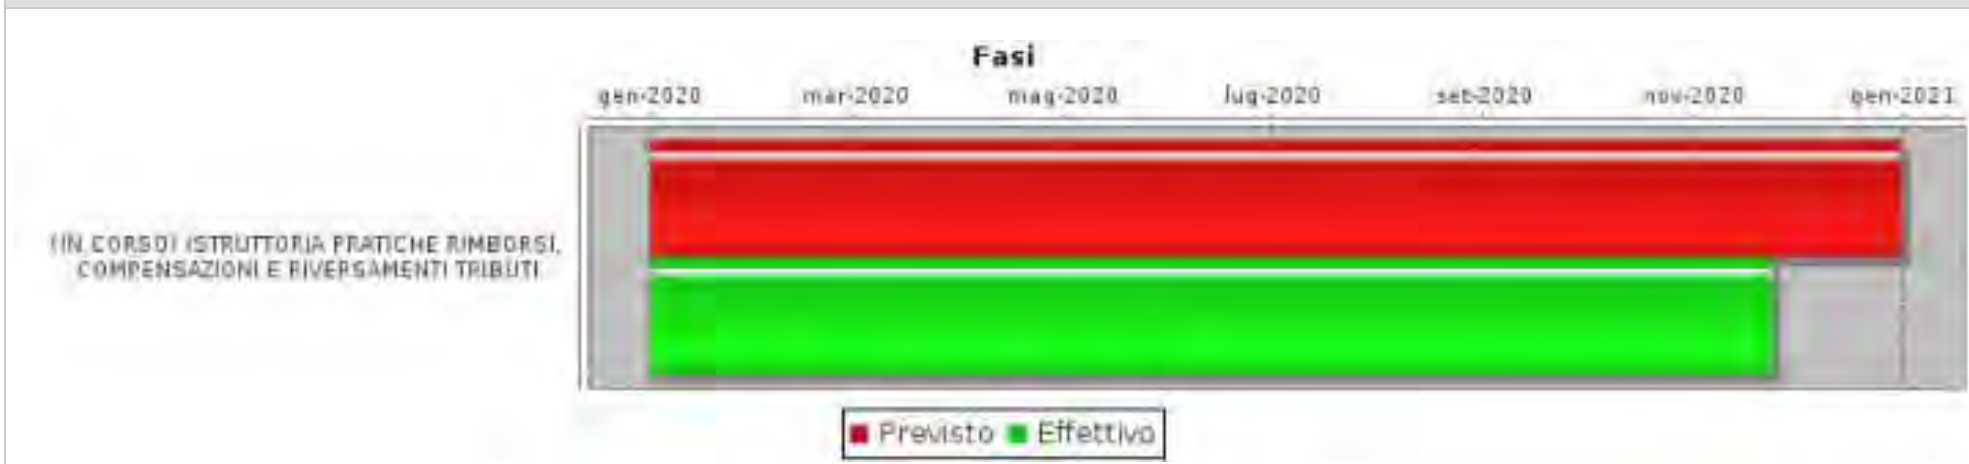 Fasi
gen-2020 mar-2020 mag-2020 lug-2020 set-2020 nov-2020 gen-2021
(IN CORSO) ISTRUTTORIA PRATICHE RIMBORSI,
COMPENSAZIONI E RIVERSAMENTI TRIBUTI
Previsto Effettivo